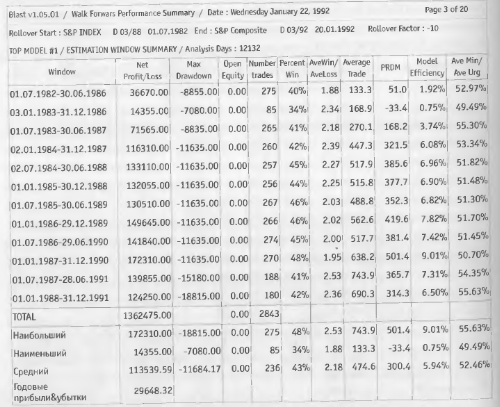 Blast v1.05.01 / Walk Forwars Performance Summary / Date : Wednesday January 22, 1992 Page 3 of 20
Rollover Start : S&P INDEX D 03/88 01.07.1982 End : S&P Composite D 03/92 20.01.1992 Rollover Factor : -10
TOP MODEL #1 / ESTIMATION WINDOW SUMMARY / Analysis Days : 12132
Window Net Profit/Loss Max Drawdown Open Equity Number trades Percent Win AveWin/AveLoss Average Trade PRDM Model Efficiency Ave Min/Ave Urg
01.07.1982-30.06.1986 36670.00 -8855.00 0.00 275 40% 1.88 133.3 51.0 1.92% 52.97%
03.01.1983-31.12.1986 14355.00 -7080.00 0.00 85 34% 2.34 168.9 -33.4 0.75% 49.49%
01.07.1983-30.06.1987 71565.00 -8835.00 0.00 265 41% 2.18 270.1 168.2 3.74% 55.30%
02.01.1984-31.12.1987 116310.00 -11635.00 0.00 260 42% 2.39 447.3 321.5 6.08% 53.34%
02.07.1984-30.06.1988 133110.00 -11635.00 0.00 257 45% 2.27 517.9 385.6 6.96% 51.82%
01.01.1985-30.12.1988 132055.00 -11635.00 0.00 256 44% 2.25 515.8 377.7 6.90% 51.48%
01.07.1985-30.06.1989 130510.00 -11635.00 0.00 267 46% 2.03 488.8 352.3 6.82% 51.30%
01.01.1986-29.12.1989 149645.00 -11635.00 0.00 266 46% 2.02 562.6 419.6 7.82% 51.70%
01.07.1986-29.06.1990 141840.00 -11635.00 0.00 274 45% 2.00 517.7 381.4 7.42% 51.45%
01.01.1987-31.12.1990 172310.00 -11635.00 0.00 270 48% 1.95 638.2 501.4 9.01% 50.70%
01.07.1987-28.06.1991 139855.00 -15180.00 0.00 188 41% 2.53 743.9 365.7 7.31% 54.35%
01.01.1988-31.12.1991 124250.00 -18815.00 0.00 180 42% 2.36 690.3 314.3 6.50% 55.63%
TOTAL 1362475.00 0.00 2843
Наибольший 172310.00 -18815.00 0.00 275 48% 2.53 743.9 501.4 9.01% 55.63%
Наименьший 14355.00 -7080.00 0.00 85 34% 1.88 133.3 -33.4 0.75% 49.49%
Средний 113539.59 -11684.17 0.00 236 43% 2.18 474.6 300.4 5.94% 52.46%
Годовые прибыли&убытки 29648.32